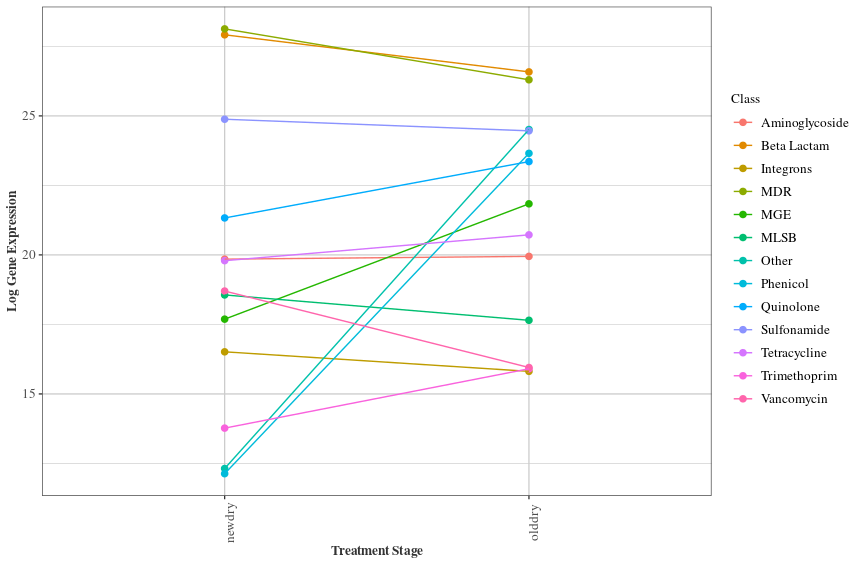 25
20
15
Log Gene Expression
newdry
olddry
Treatment Stage
Class
Aminoglycoside
Beta Lactam
Integrons
MDR
MGE
MLSB
Other
Phenicol
Quinolone
Sulfonamide
Tetracycline
Trimethoprim
Vancomycin